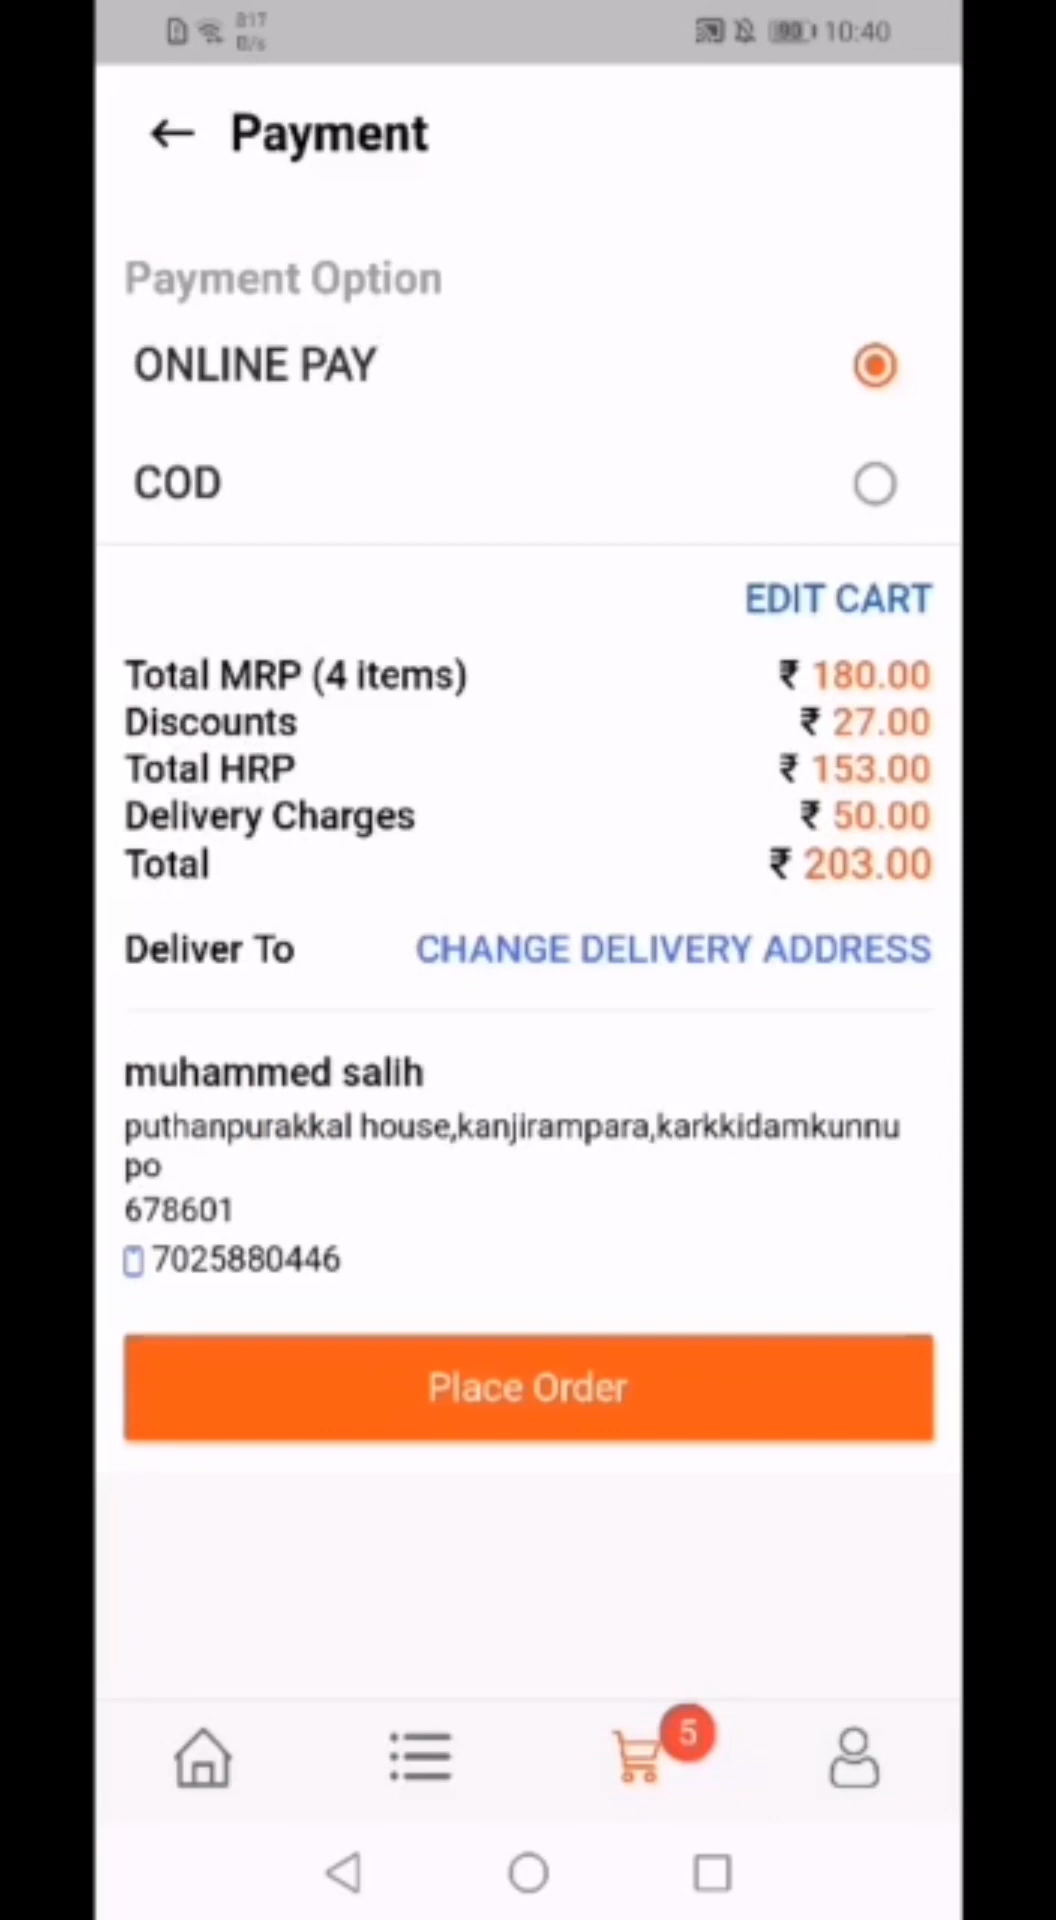 817
B/s
90 10:40
Payment
Payment Option
ONLINE PAY
COD
EDIT CART
Total MRP (4 items) ₹ 180.00
Discounts ₹ 27.00
Total HRP ₹ 153.00
Delivery Charges ₹ 50.00
Total ₹ 203.00
Deliver To CHANGE DELIVERY ADDRESS
muhammed salih
puthanpurakkal house,kanjirampara,karkkidamkunnu
po
678601
7025880446
Place Order
5